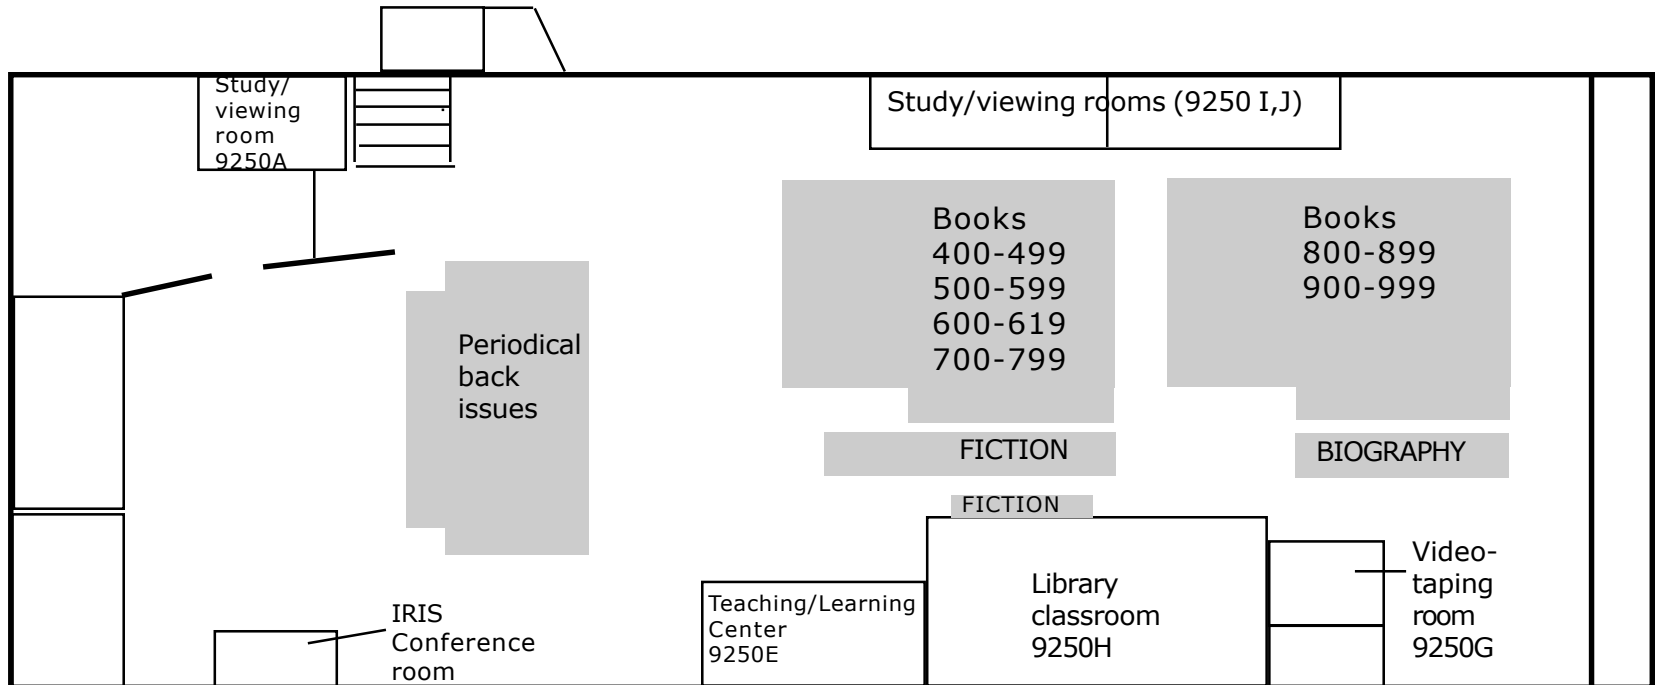 Study/
viewing
room
9250A
Study/viewing rooms (9250 I,J)
Books
400-499
500-599
600-619
700-799
Books
800-899
900-999
Periodical
back
issues
FICTION
BIOGRAPHY
FICTION
IRIS
Conference
room
Teaching/Learning
Center
9250E
Library
classroom
9250H
Video-
taping
room
9250G